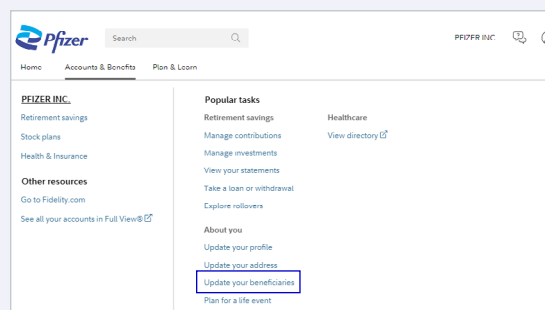 Pfizer
Search
PFIZER INC
Home Accounts & Benefits Plan & Learn
PFIZER INC.
Retirement savings
Stock plans
Health & Insurance
Other resources
Go to Fidelity.com
See all your accounts in Full View®
Popular tasks
Retirement savings
Manage contributions
Manage investments
View your statements
Take a loan or withdrawal
Explore rollovers
About you
Update your profile
Update your address
Update your beneficiaries
Plan for a life event
Healthcare
View directory